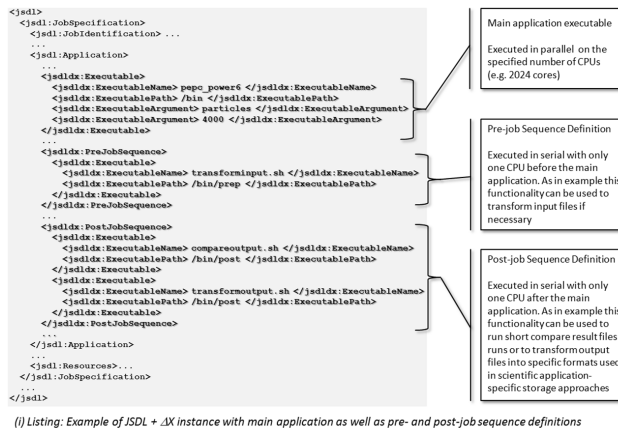 <jsdl>
<jsdl:JobSpecification>
<jsdl:JobIdentification> ...
...
<jsdl:Application>
...
<jsdldx:Executable>
<jsdldx:ExecutableName> pepc_power6 </jsdldx:ExecutableName>
<jsdldx:ExecutablePath> /bin </jsdldx:ExecutablePath>
<jsdldx:ExecutableArgument> particles </jsdldx:ExecutableArgument>
<jsdldx:ExecutableArgument> 4000 </jsdldx:ExecutableArgument>
</jsdldx:Executable>
...
<jsdldx:PreJobSequence>
<jsdldx:Executable>
<jsdldx:ExecutableName> transforminput.sh </jsdldx:ExecutableName>
<jsdldx:ExecutablePath> /bin/prep </jsdldx:ExecutablePath>
</jsdldx:Executable>
</jsdldx:PreJobSequence>
...
<jsdldx:PostJobSequence>
<jsdldx:Executable>
<jsdldx:ExecutableName> compareoutput.sh </jsdldx:ExecutableName>
<jsdldx:ExecutablePath> /bin/post </jsdldx:ExecutablePath>
</jsdldx:Executable>
<jsdldx:Executable>
<jsdldx:ExecutableName> transformoutput.sh </jsdldx:ExecutableName>
<jsdldx:ExecutablePath> /bin/post </jsdldx:ExecutablePath>
</jsdldx:Executable>
</jsdldx:PostJobSequence>
...
</jsdl:Application>
...
<jsdl:Resources>...
</jsdl:JobSpecification>
...
</jsdl>
Main application executable
Executed in parallel on the
specified number of CPUs
(e.g. 2024 cores)
Pre-job Sequence Definition
Executed in serial with only
one CPU before the main
application. As in example this
functionality can be used to
transform input files if
necessary
Post-job Sequence Definition
Executed in serial with only
one CPU after the main
application. As in example this
functionality can be used to
run short compare result files
runs or to transform output
files into specific formats used
in scientific application-
specific storage approaches
(i) Listing: Example of JSDL + ΔX instance with main application as well as pre- and post-job sequence definitions